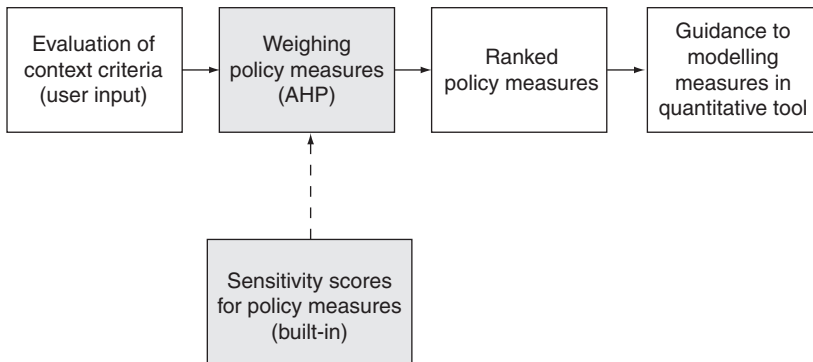 Evaluation of
context criteria
(user input)
Weighing
policy measures
(AHP)
Ranked
policy measures
Guidance to
modelling
measures in
quantitative tool
Sensitivity scores
for policy measures
(built-in)